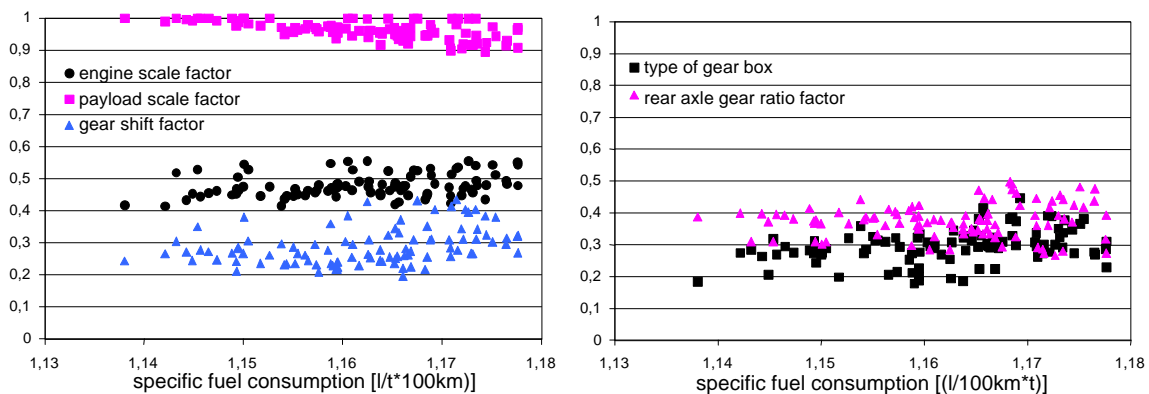 1
0,9
0,8
0,7
0,6
0,5
0,4
0,3
0,2
0,1
0
engine scale factor
payload scale factor
gear shift factor
1,13 1,14 1,15 1,16 1,17 1,18
specific fuel consumption [l/t*100km)]
1
0,9
0,8
0,7
0,6
0,5
0,4
0,3
0,2
0,1
0
type of gear box
rear axle gear ratio factor
1,13 1,14 1,15 1,16 1,17 1,18
specific fuel consumption [(l/100km*t)]